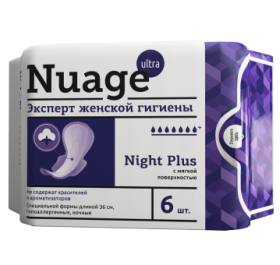 Nuage
ultra
Эксперт женской гигиены
Night Plus
с мягкой
поверхностью
Не содержат красителей
и ароматизаторов
Специальной формы длиной 36 см,
гипоаллергенные, ночные
6 шт.